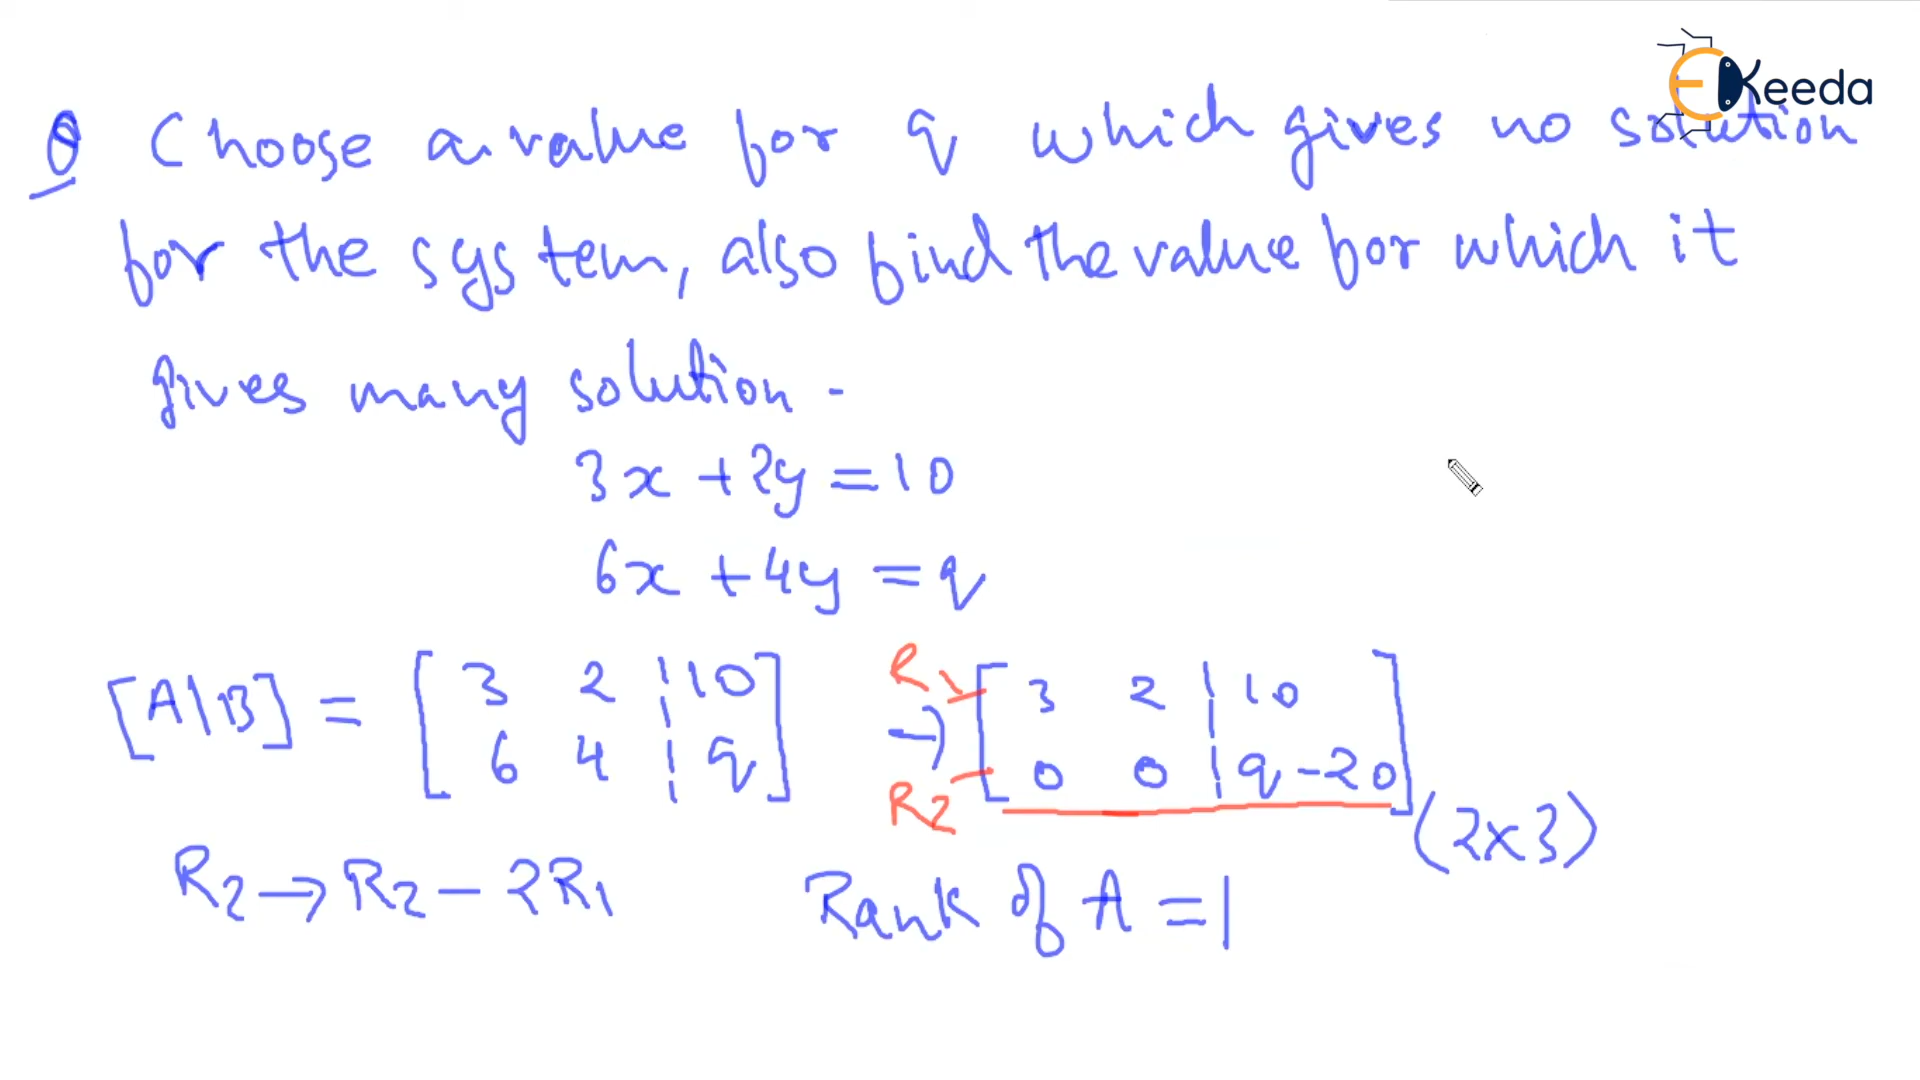 EKeeda
Q Choose a value for q which gives no solution
for the system, also find the value for which it
gives many solution.
3x + 2y = 10
6x + 4y = q
[A|B] = [3 2 | 10
6 4 | q] R1 → [3 2 | 10
R2 0 0 | q - 20] (2x3)
R2 → R2 - 2R1 Rank of A = 1